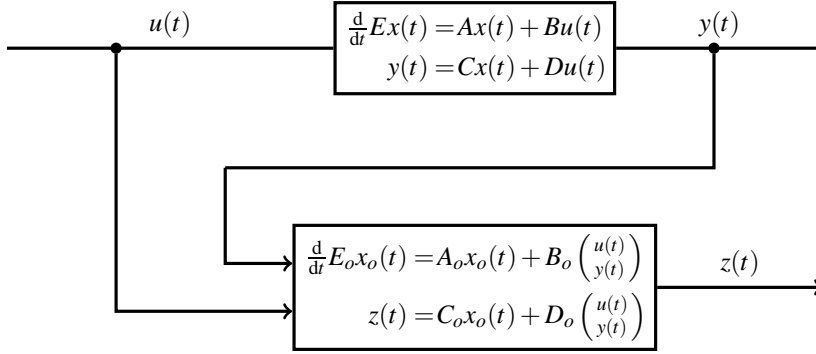 u(t)
d/dt Ex(t) = Ax(t) + Bu(t)
y(t) = Cx(t) + Du(t)
y(t)
d/dt E_o x_o(t) = A_o x_o(t) + B_o (u(t) y(t))
z(t) = C_o x_o(t) + D_o (u(t) y(t))
z(t)